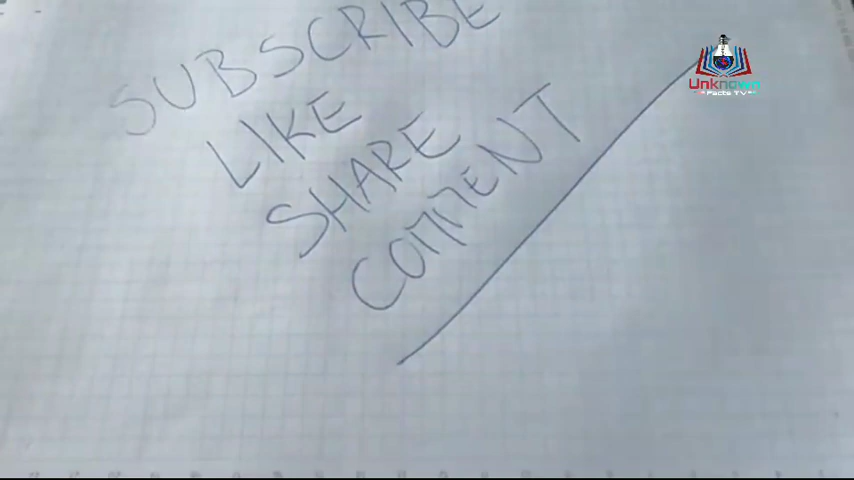 SUBSCRIBE
LIKE
SHARE
COMMENT
Unknown
Facts TV